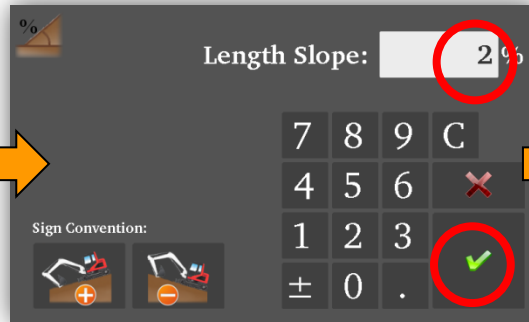 %
Length Slope: 2 %
7 8 9 C
4 5 6
Sign Convention:
1 2 3
± 0 .